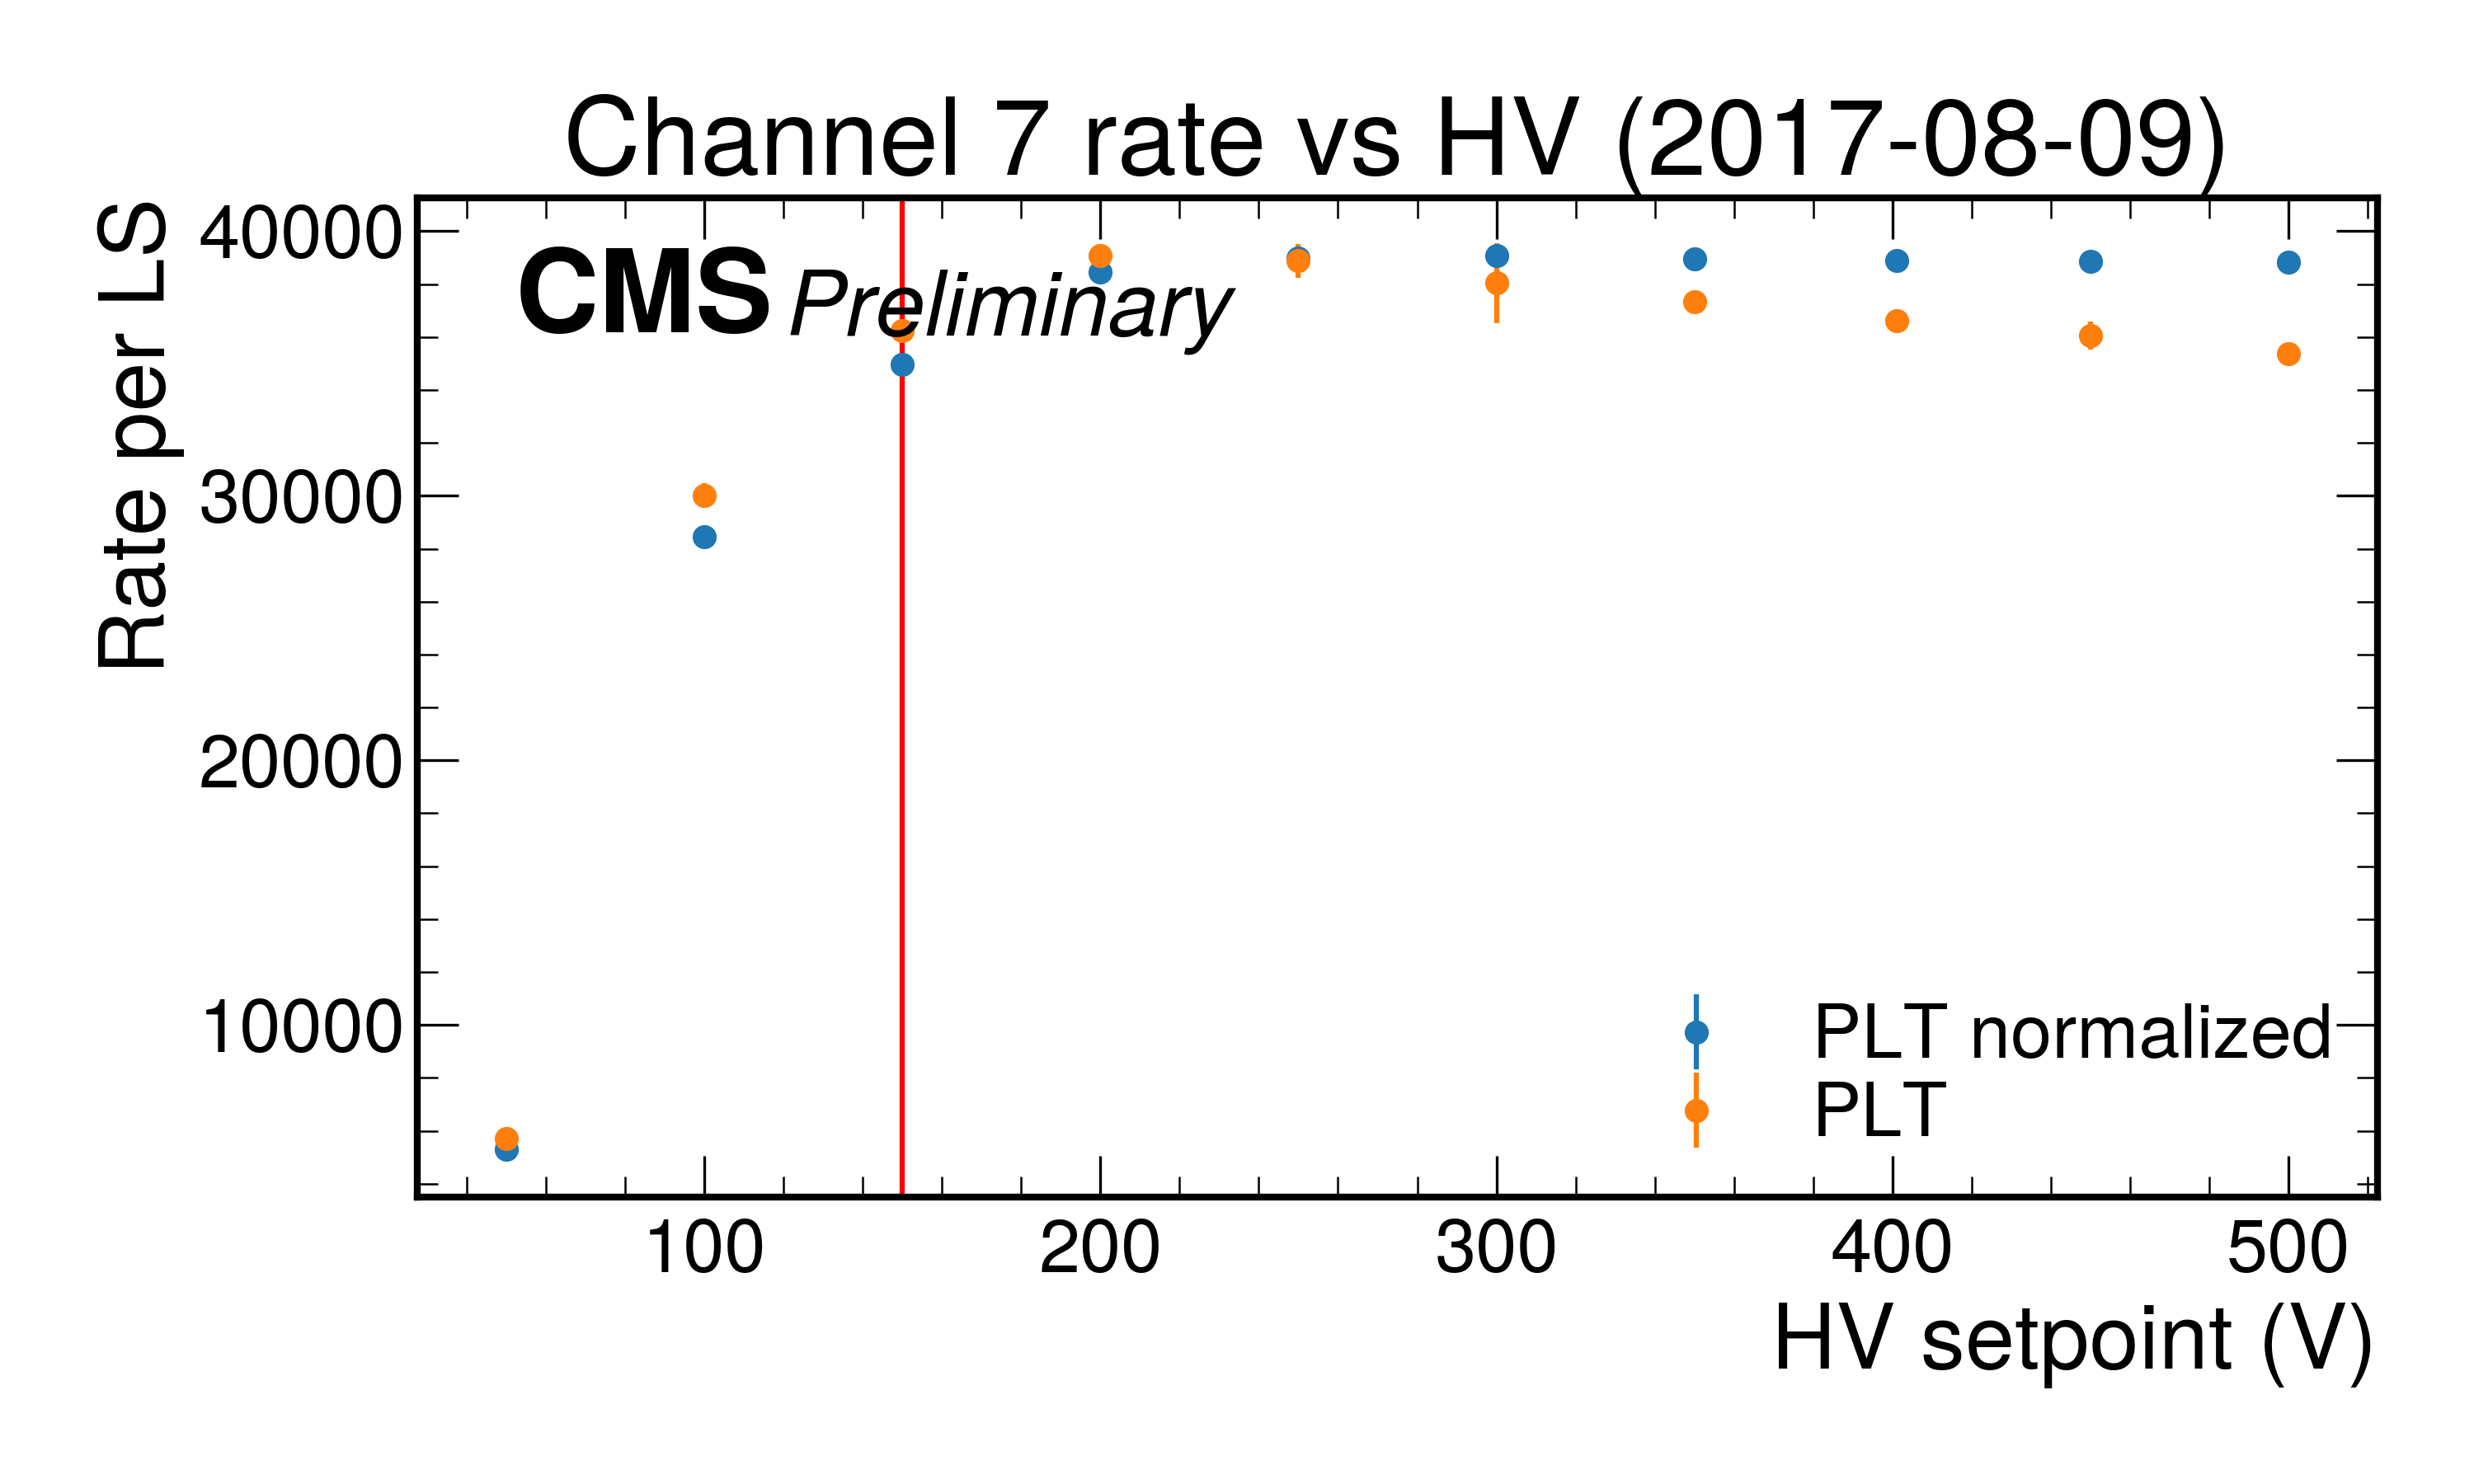 Channel 7 rate vs HV (2017-08-09)
CMS Preliminary
Rate per LS
40000
30000
20000
10000
PLT normalized
PLT
100 200 300 400 500
HV setpoint (V)